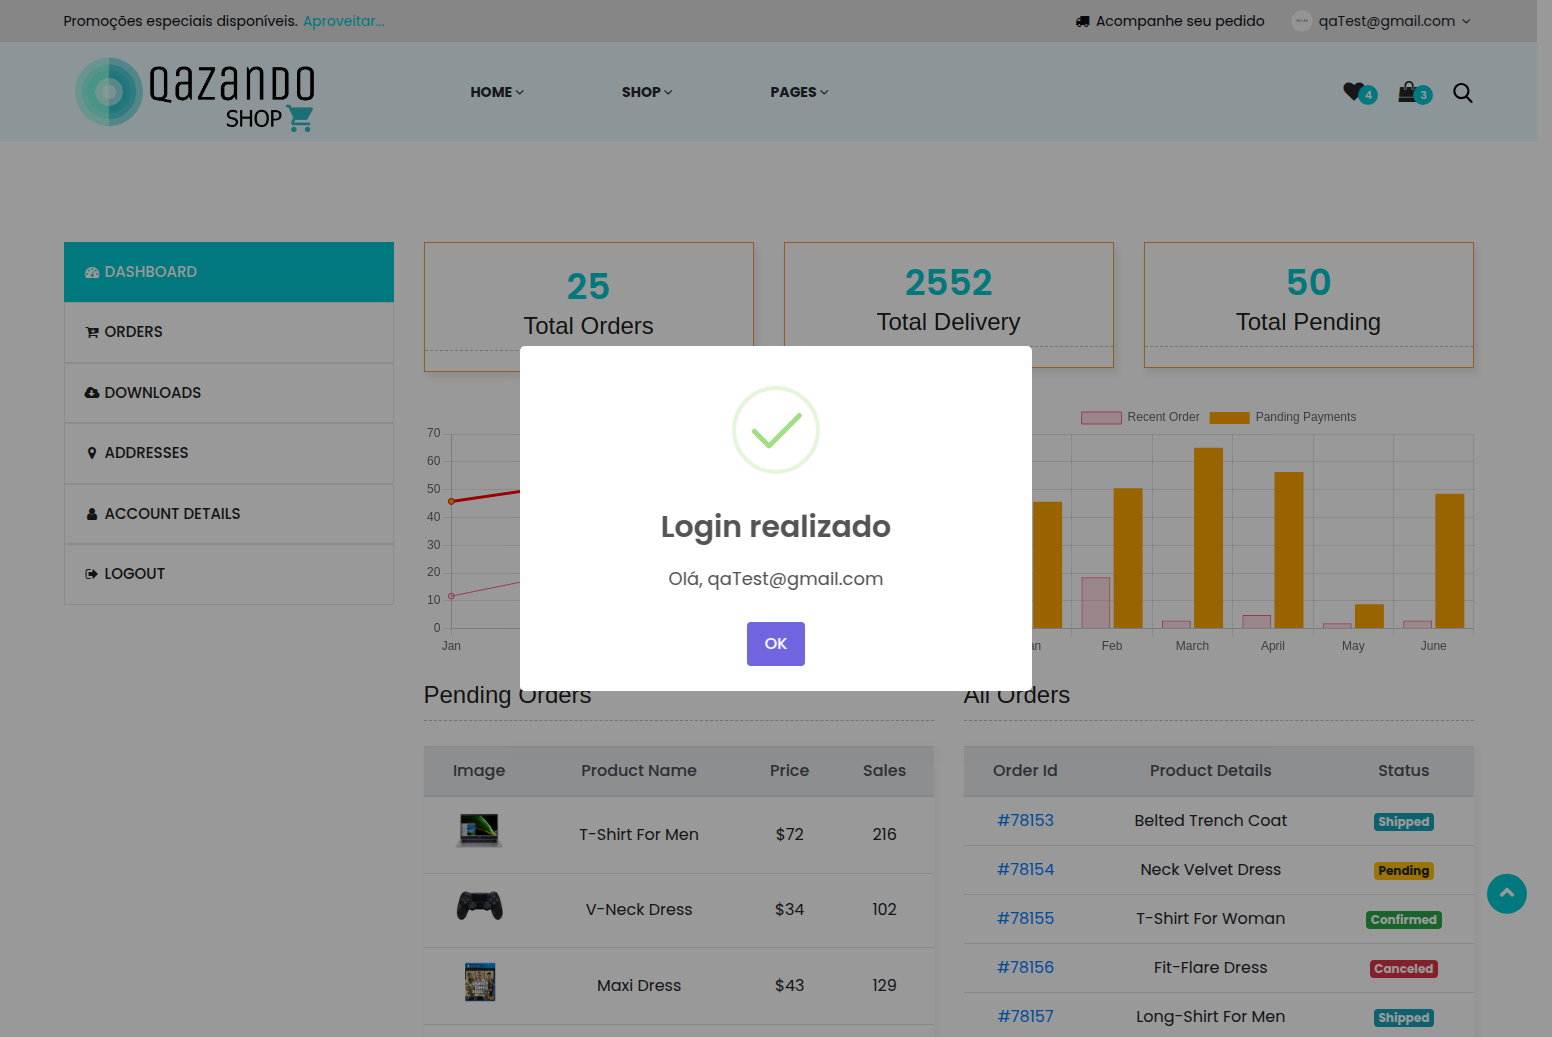 Promoções especiais disponíveis. Aproveitar...
Acompanhe seu pedido
qaTest@gmail.com
Qazando
SHOP
HOME
SHOP
PAGES
4
3
DASHBOARD
ORDERS
DOWNLOADS
ADDRESSES
ACCOUNT DETAILS
LOGOUT
25
Total Orders
2552
Total Delivery
50
Total Pending
70
60
50
40
30
20
10
0
Jan
Recent Order
Panding Payments
Feb
March
April
May
June
Login realizado
Olá, qaTest@gmail.com
OK
Pending Orders
Image Product Name Price Sales
T-Shirt For Men $72 216
V-Neck Dress $34 102
Maxi Dress $43 129
All Orders
Order Id Product Details Status
#78153 Belted Trench Coat Shipped
#78154 Neck Velvet Dress Pending
#78155 T-Shirt For Woman Confirmed
#78156 Fit-Flare Dress Canceled
#78157 Long-Shirt For Men Shipped